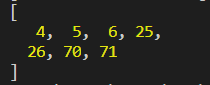 [
   4,  5,  6, 25,
  26, 70, 71
]